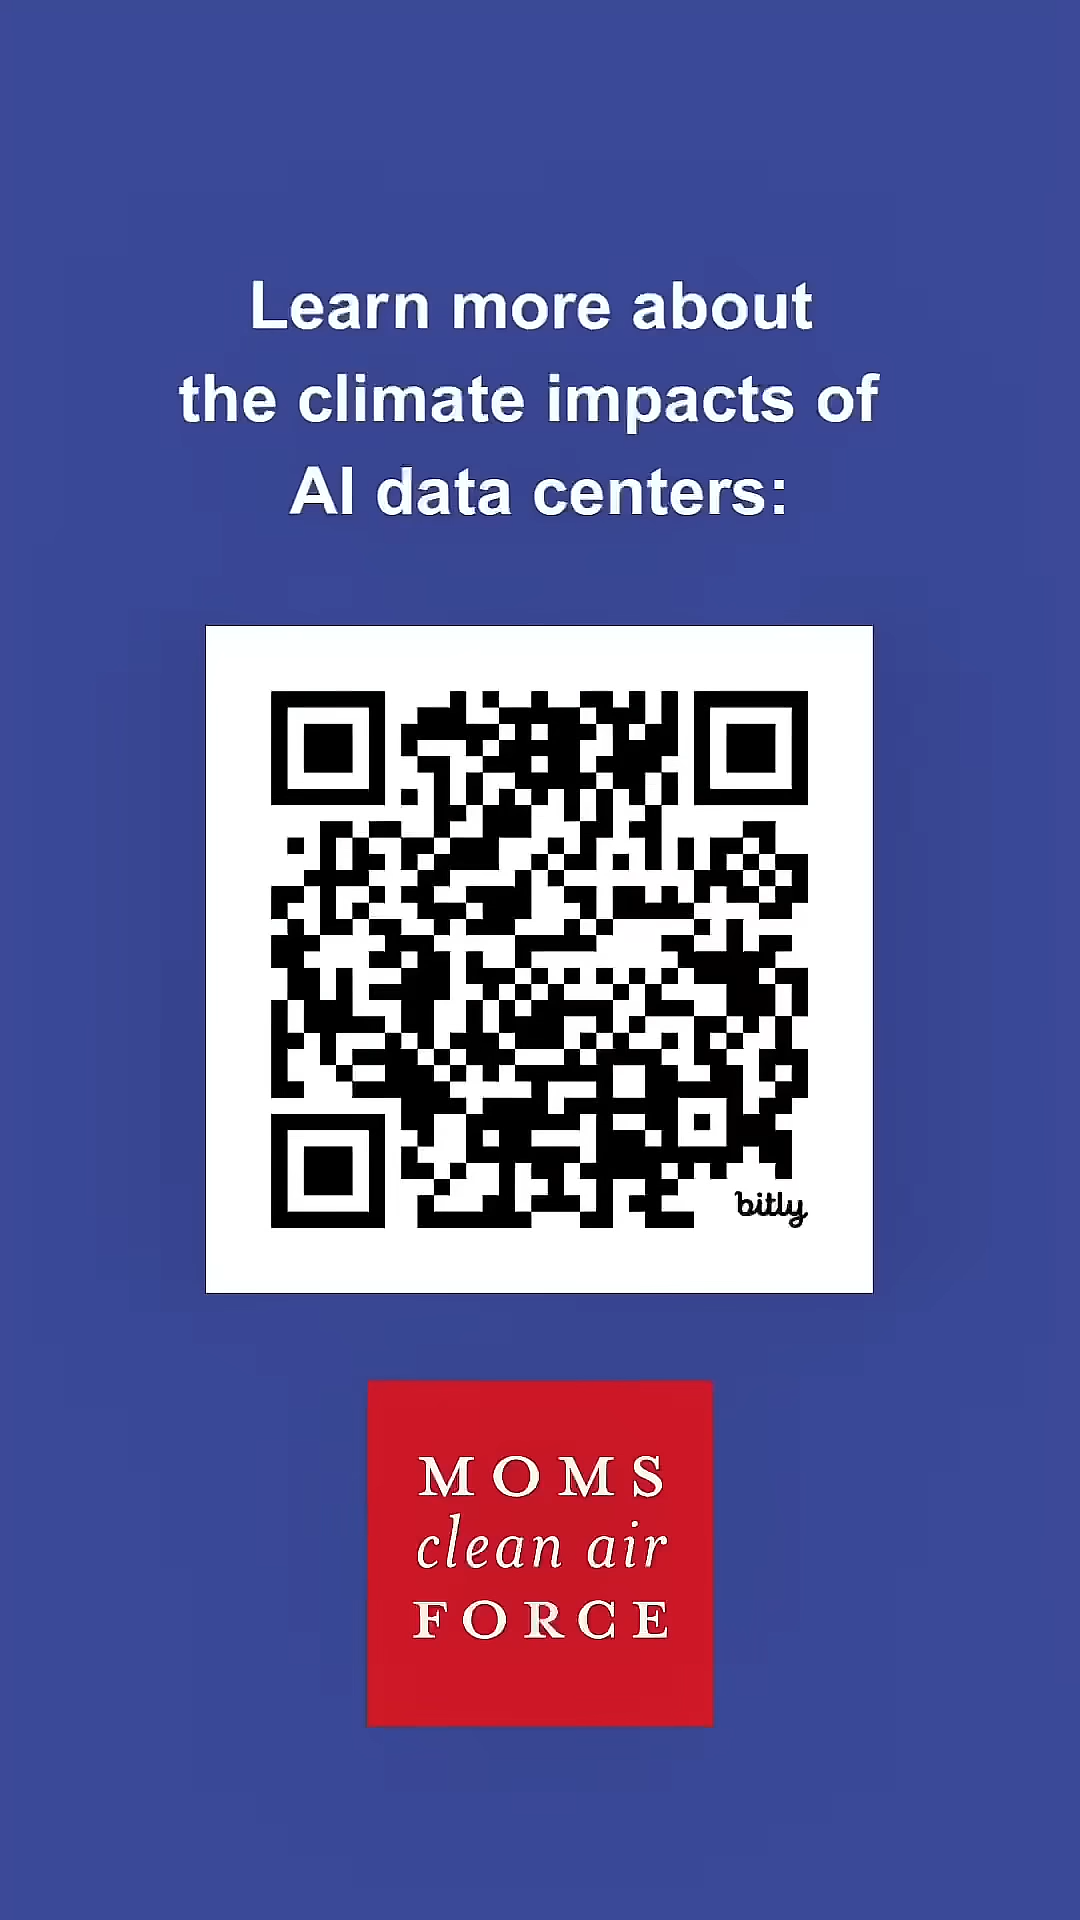 Learn more about
the climate impacts of
AI data centers:
bitly
MOMS
clean air
FORCE